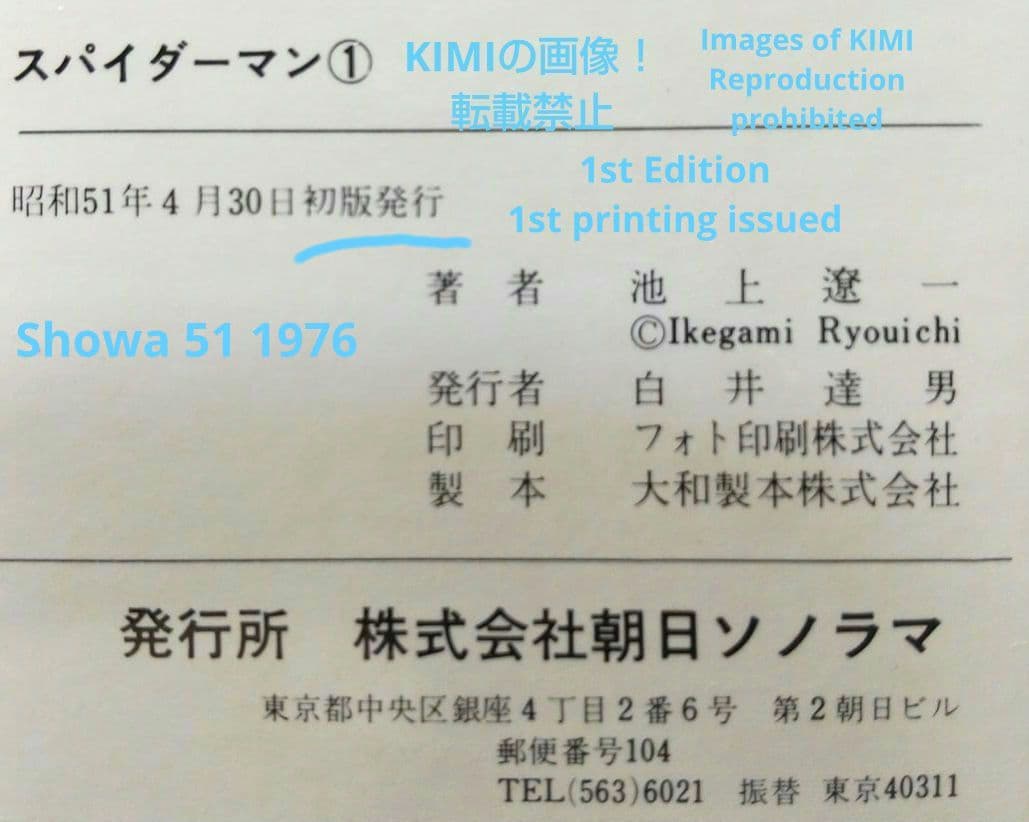 スパイダーマン①
KIMIの画像！
転載禁止
Images of KIMI
Reproduction
prohibited
昭和51年4月30日初版発行
1st Edition
1st printing issued
著 者 池上遼一
ⒸIkegami Ryouichi
Showa 51 1976
発行者 白井達男
印 刷 フォト印刷株式会社
製 本 大和製本株式会社
発行所 株式会社朝日ソノラマ
東京都中央区銀座4丁目2番6号 第2朝日ビル
郵便番号104
TEL(563)6021 振替 東京40311